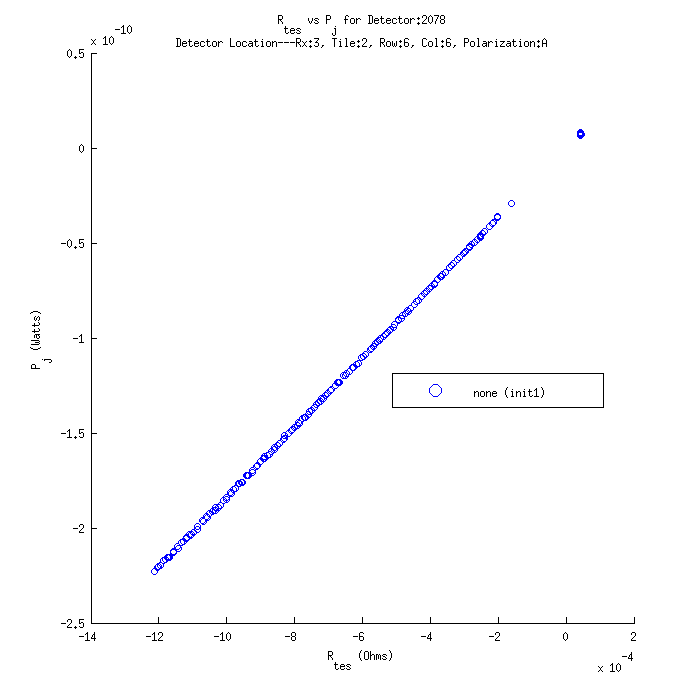 R_tes vs P_j for Detector:2078
Detector Location---Rx:3, Tile:2, Row:6, Col:6, Polarization:A
x 10^-10
0.5
0
-0.5
-1
-1.5
-2
-2.5
P_j (Watts)
none (init1)
-14 -12 -10 -8 -6 -4 -2 0 2
R_tes (Ohms)
x 10^-4